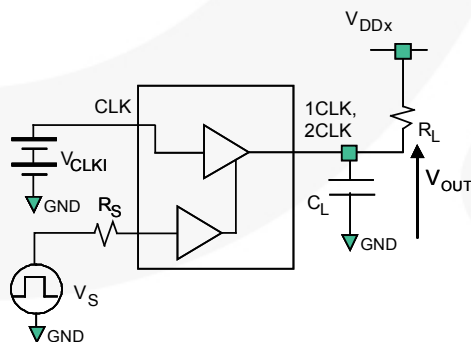 VDDx
CLK
1CLK,
2CLK
RL
VCLKI
VOUT
GND
RS
CL
GND
VS
GND